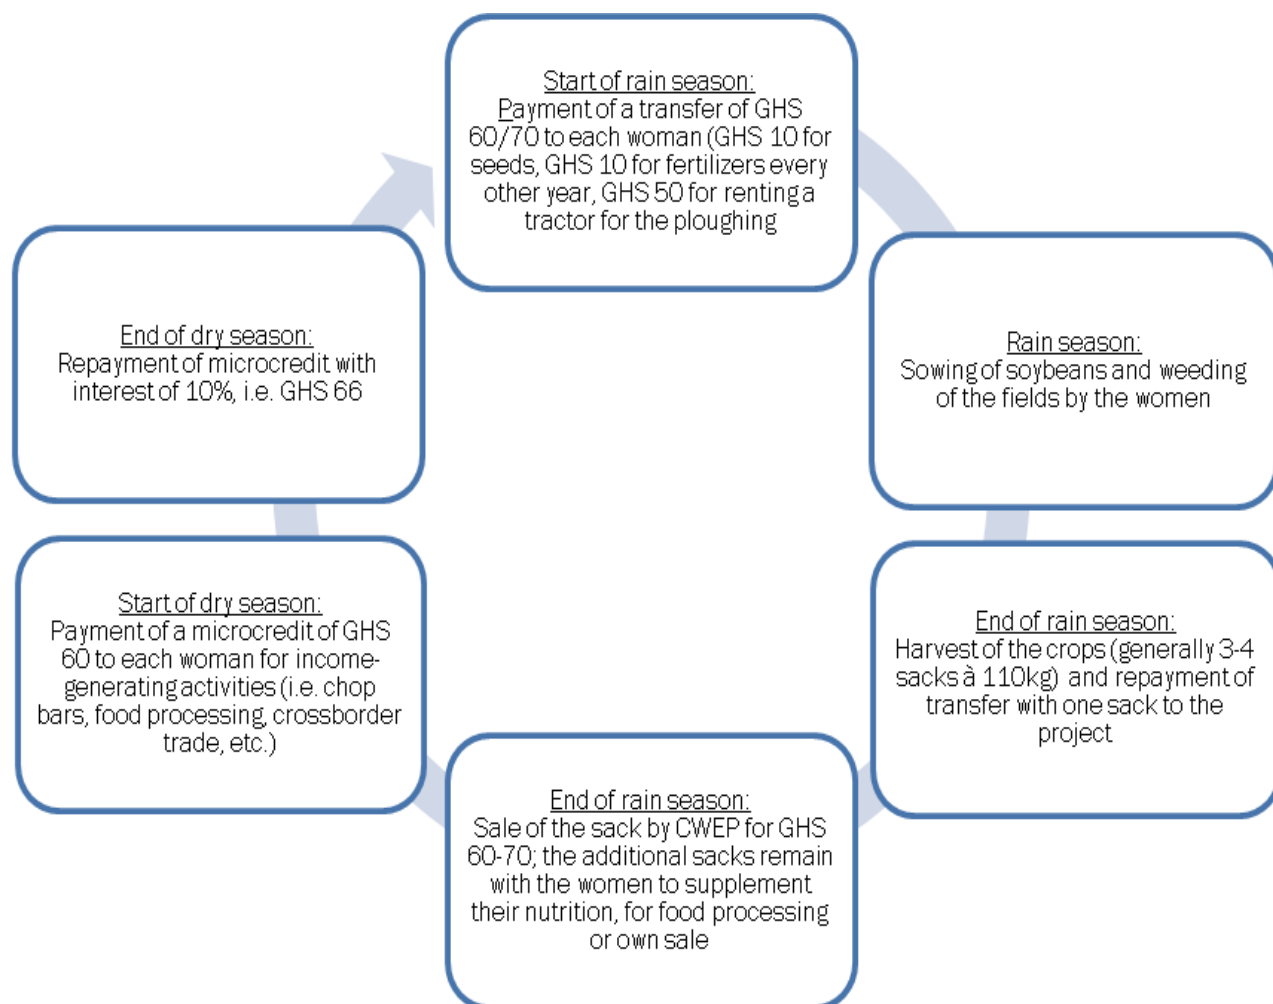 Start of rain season:
Payment of a transfer of GHS
60/70 to each woman (GHS 10 for
seeds, GHS 10 for fertilizers every
other year, GHS 50 for renting a
tractor for the ploughing
Rain season:
Sowing of soybeans and weeding
of the fields by the women
End of rain season:
Harvest of the crops (generally 3-4
sacks à 110kg) and repayment of
transfer with one sack to the
project
End of rain season:
Sale of the sack by CWEP for GHS
60-70; the additional sacks remain
with the women to supplement
their nutrition, for food processing
or own sale
Start of dry season:
Payment of a microcredit of GHS
60 to each woman for income-
generating activities (i.e. chop
bars, food processing, crossborder
trade, etc.)
End of dry season:
Repayment of microcredit with
interest of 10%, i.e. GHS 66